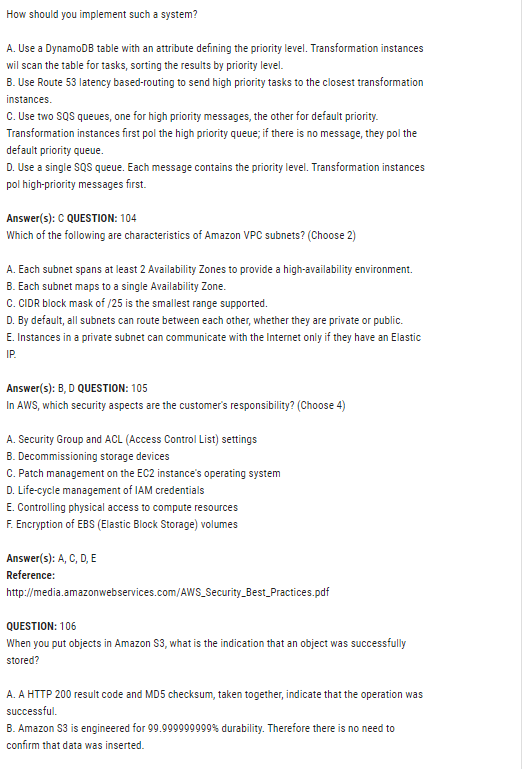 How should you implement such a system?
A. Use a DynamoDB table with an attribute defining the priority level. Transformation instances
wil scan the table for tasks, sorting the results by priority level.
B. Use Route 53 latency based-routing to send high priority tasks to the closest transformation
instances.
C. Use two SQS queues, one for high priority messages, the other for default priority.
Transformation instances first pol the high priority queue; if there is no message, they pol the
default priority queue.
D. Use a single SQS queue. Each message contains the priority level. Transformation instances
pol high-priority messages first.
Answer(s): C QUESTION: 104
Which of the following are characteristics of Amazon VPC subnets? (Choose 2)
A. Each subnet spans at least 2 Availability Zones to provide a high-availability environment.
B. Each subnet maps to a single Availability Zone.
C. CIDR block mask of /25 is the smallest range supported.
D. By default, all subnets can route between each other, whether they are private or public.
E. Instances in a private subnet can communicate with the Internet only if they have an Elastic
IP.
Answer(s): B, D QUESTION: 105
In AWS, which security aspects are the customer's responsibility? (Choose 4)
A. Security Group and ACL (Access Control List) settings
B. Decommissioning storage devices
C. Patch management on the EC2 instance's operating system
D. Life-cycle management of IAM credentials
E. Controlling physical access to compute resources
F. Encryption of EBS (Elastic Block Storage) volumes
Answer(s): A, C, D, E
Reference:
http://media.amazonwebservices.com/AWS_Security_Best_Practices.pdf
QUESTION: 106
When you put objects in Amazon S3, what is the indication that an object was successfully
stored?
A. A HTTP 200 result code and MD5 checksum, taken together, indicate that the operation was
successful.
B. Amazon S3 is engineered for 99.999999999% durability. Therefore there is no need to
confirm that data was inserted.